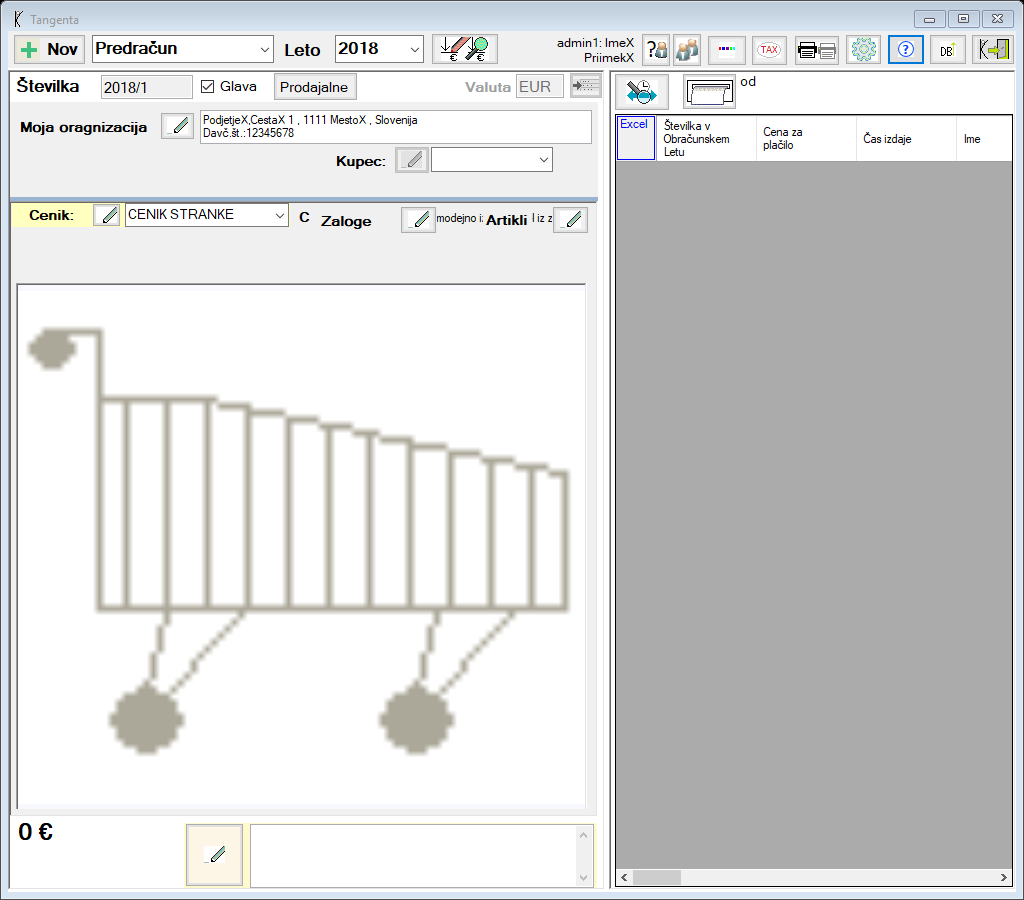 Tangenta
Nov
Predračun
Leto
2018
admin1: ImeX
PriimekX
TAX
DB
Številka
2018/1
Glava
Prodajalne
Valuta
EUR
Moja oragnizacija
PodjetjeX,CestaX 1 , 1111 MestoX , Slovenija
Davč.št.:12345678
Kupec:
Cenik:
CENIK STRANKE
C
Zaloge
modejno i:
Artikli
l iz z
0 €
od
Excel
Številka v
Obračunskem
Letu
Cena za
plačilo
Čas izdaje
Ime